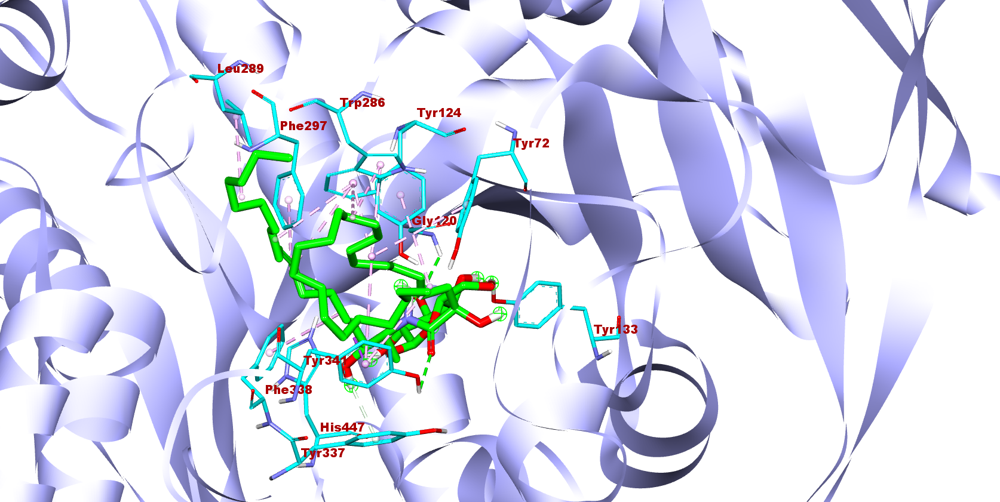 Leu289
Trp286
Tyr124
Phe297
Tyr72
Gly120
Tyr133
Tyr341
Phe338
His447
Tyr337